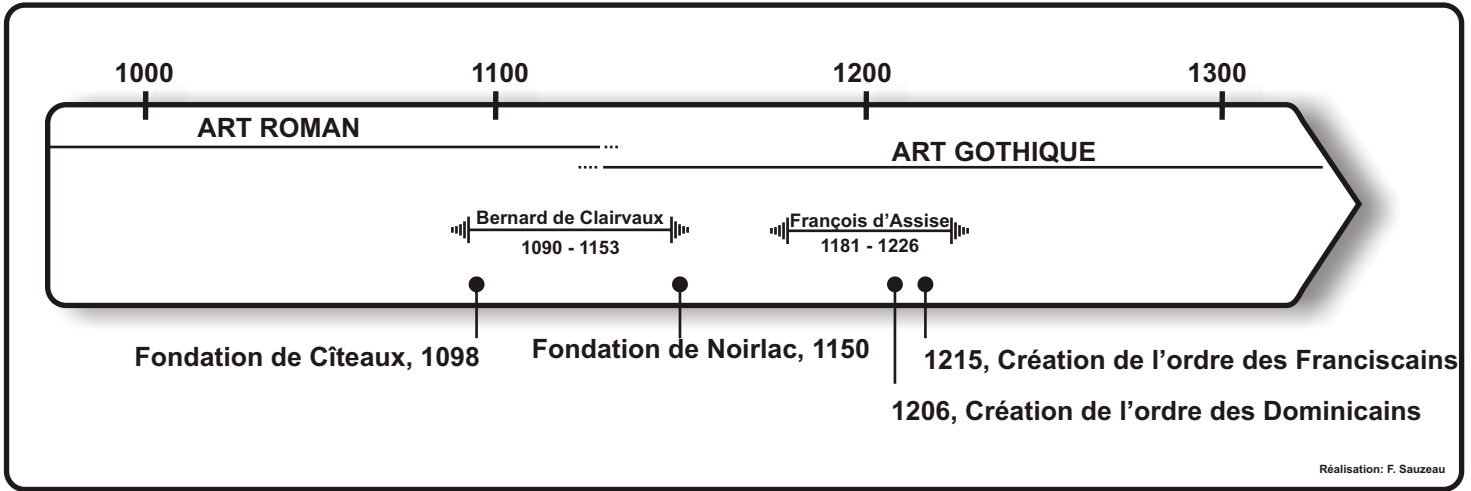 1000 1100 1200 1300
ART ROMAN
ART GOTHIQUE
Bernard de Clairvaux
1090 - 1153
François d’Assise
1181 - 1226
Fondation de Cîteaux, 1098
Fondation de Noirlac, 1150
1215, Création de l’ordre des Franciscains
1206, Création de l’ordre des Dominicains
Réalisation: F. Sauzeau